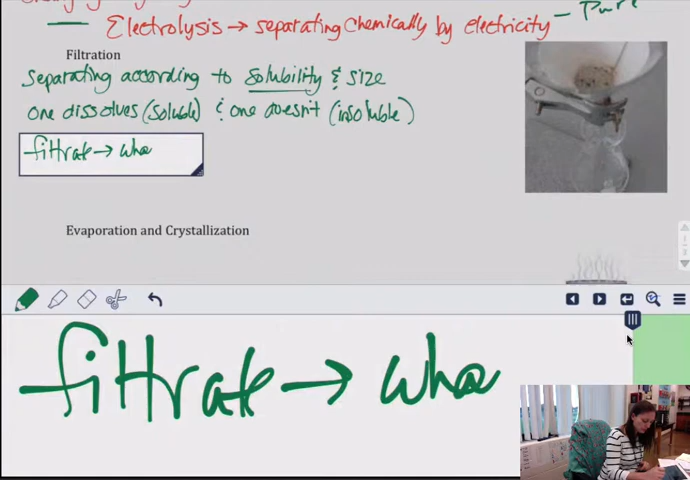 Electrolysis → separating chemically by electricity - Pure
Filtration
separating according to solubility & size
one dissolves (soluble) & one doesn't (insoluble)
filtrate → wha
Evaporation and Crystallization
filtrate → wha